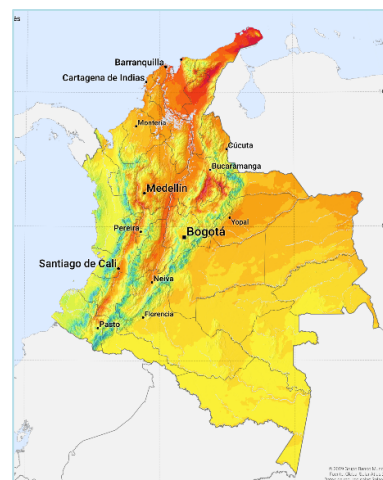 Barranquilla
Cartagena de Indias
Montería
Cúcuta
Bucaramanga
Medellín
Yopal
Pereira
Bogotá
Santiago de Cali
Neiva
Florencia
Pasto